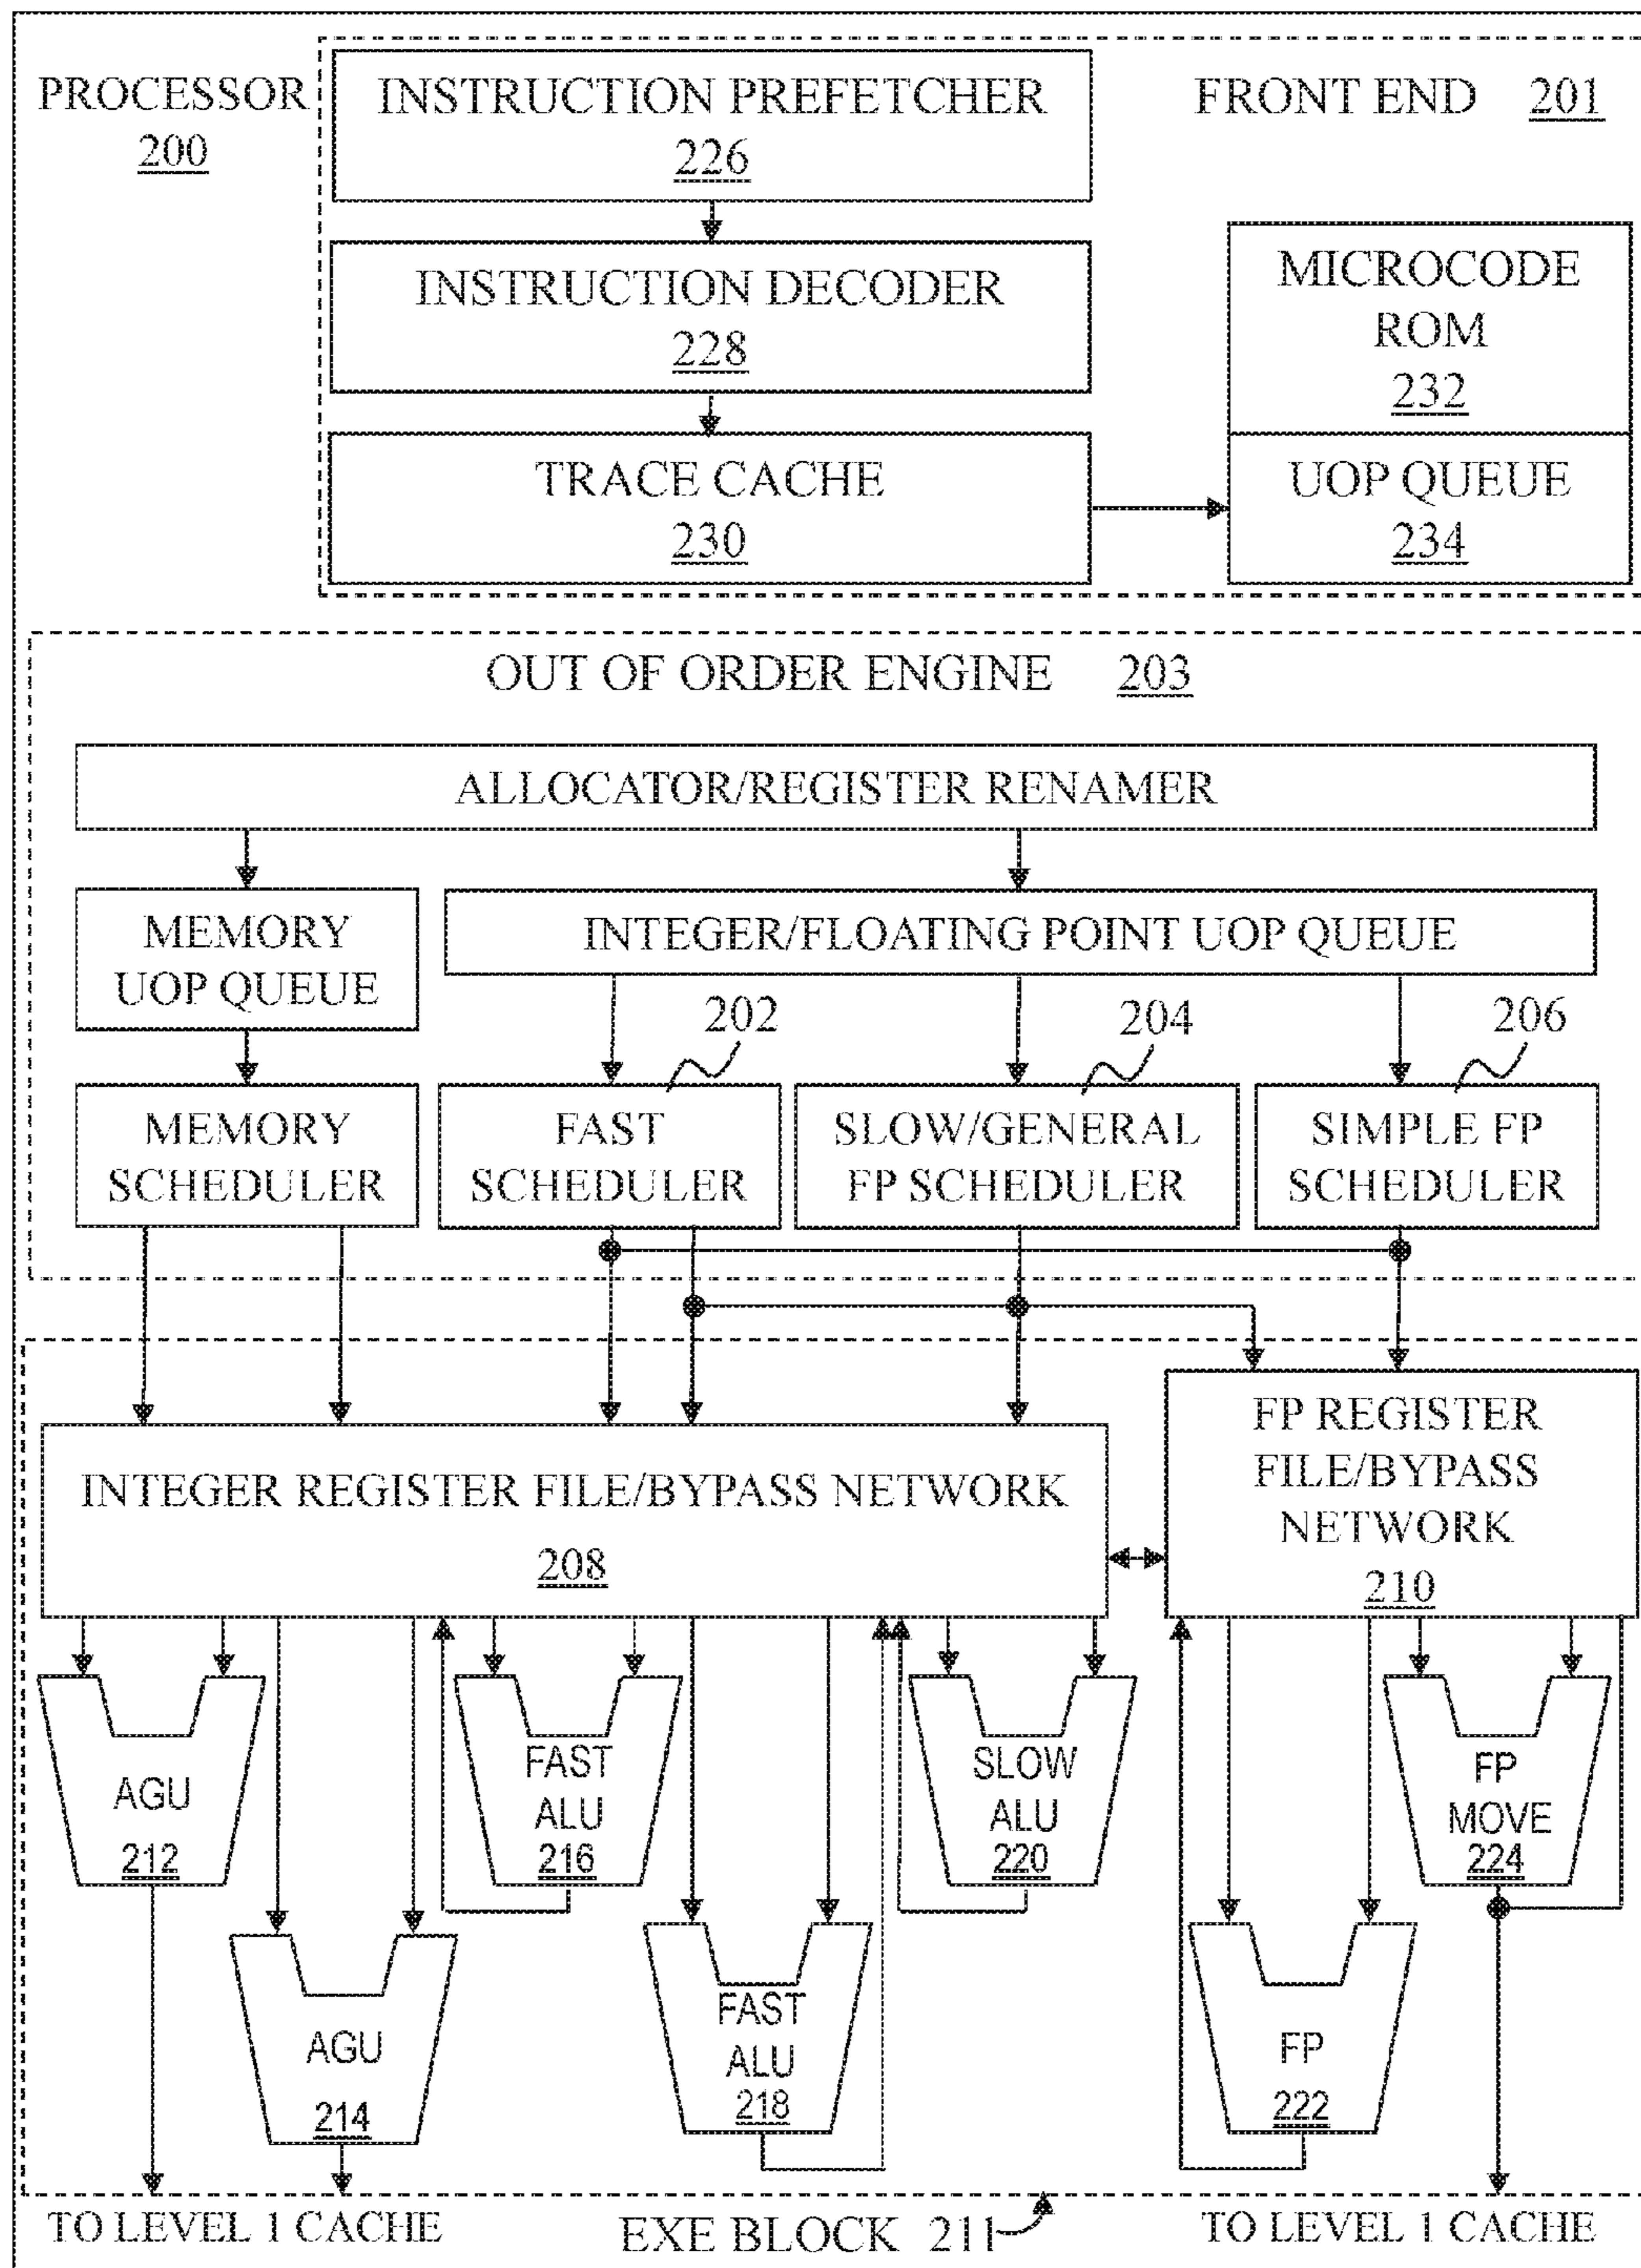 PROCESSOR
200
INSTRUCTION PREFETCHER
226
FRONT END 201
INSTRUCTION DECODER
228
MICROCODE
ROM
232
TRACE CACHE
230
UOP QUEUE
234
OUT OF ORDER ENGINE 203
ALLOCATOR/REGISTER RENAMER
MEMORY
UOP QUEUE
INTEGER/FLOATING POINT UOP QUEUE
202
204
206
MEMORY
SCHEDULER
FAST
SCHEDULER
SLOW/GENERAL
FP SCHEDULER
SIMPLE FP
SCHEDULER
INTEGER REGISTER FILE/BYPASS NETWORK
208
FP REGISTER
FILE/BYPASS
NETWORK
210
AGU
212
FAST
ALU
216
SLOW
ALU
220
FP
MOVE
224
AGU
214
FAST
ALU
218
FP
222
TO LEVEL 1 CACHE
EXE BLOCK 211
TO LEVEL 1 CACHE